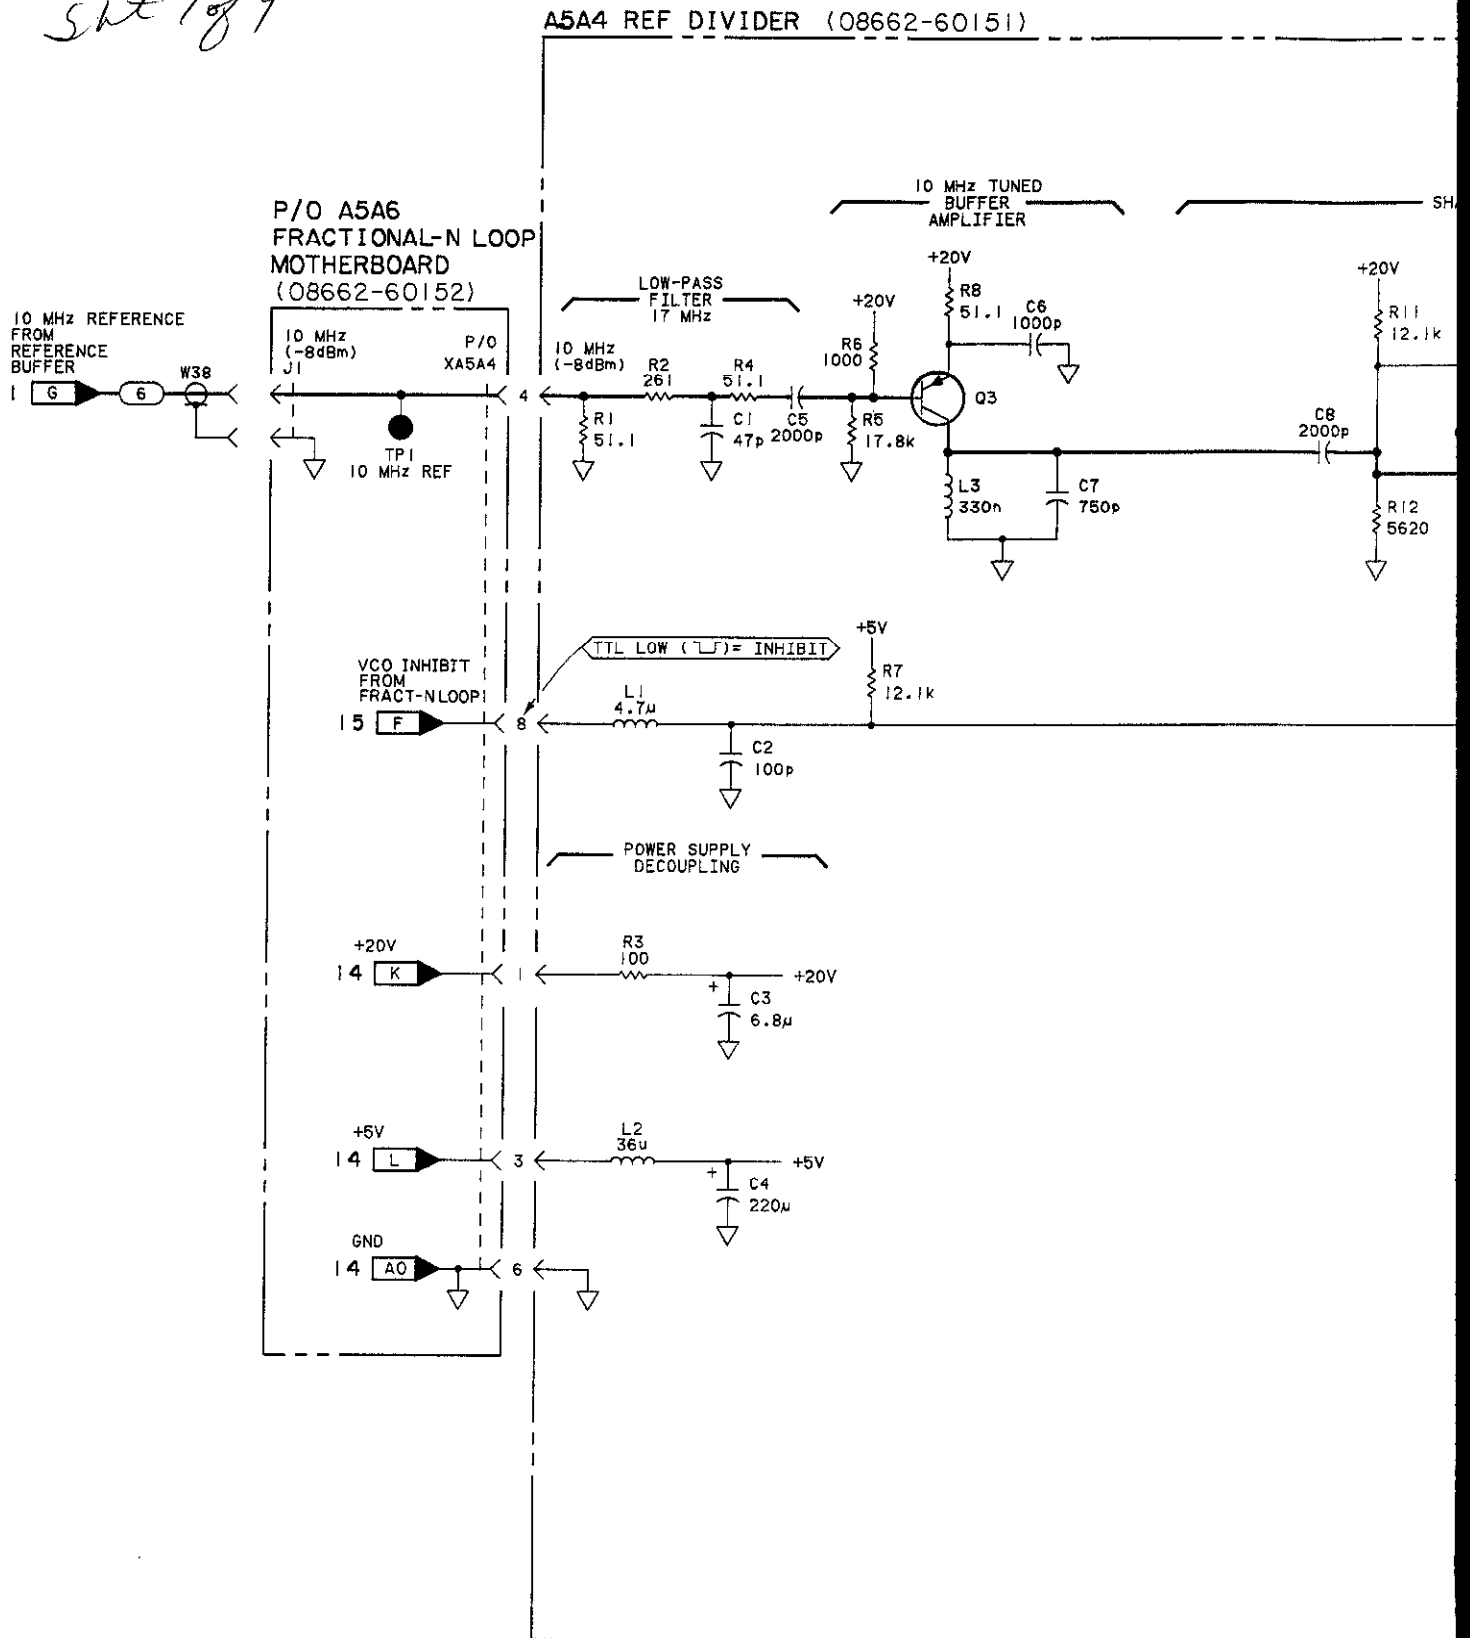 Sht 1 of 9
A5A4 REF DIVIDER (08662-60151)
10 MHz TUNED
BUFFER
AMPLIFIER
P/O A5A6
FRACTIONAL-N LOOP
MOTHERBOARD
(08662-60152)
LOW-PASS
FILTER
17 MHz
+20V
R8
51.1
C6
1000p
+20V
R6
1000
+20V
R11
12.1k
10 MHz REFERENCE
FROM
REFERENCE
BUFFER
1 G 6
W38
10 MHz
(-8dBm)
J1
P/O
XA5A4
4
10 MHz
(-8dBm)
R2
261
R4
51.1
R1
51.1
C1
47p
C5
2000p
R5
17.8k
Q3
TP1
10 MHz REF
C8
2000p
L3
330n
C7
750p
R12
5620
TTL LOW ( )= INHIBIT
+5V
R7
12.1k
VCO INHIBIT
FROM
FRACT-N LOOP
15 F 8
L1
4.7µ
C2
100p
POWER SUPPLY
DECOUPLING
+20V
14 K 1
R3
100
+20V
+
C3
6.8µ
+5V
14 L 3
L2
36u
+5V
+
C4
220µ
GND
14 A0 6